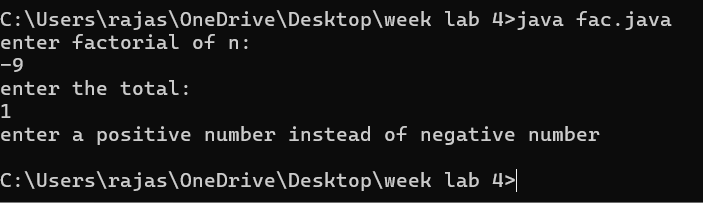 C:\Users\rajas\OneDrive\Desktop\week lab 4>java fac.java
enter factorial of n:
-9
enter the total:
1
enter a positive number instead of negative number
C:\Users\rajas\OneDrive\Desktop\week lab 4>